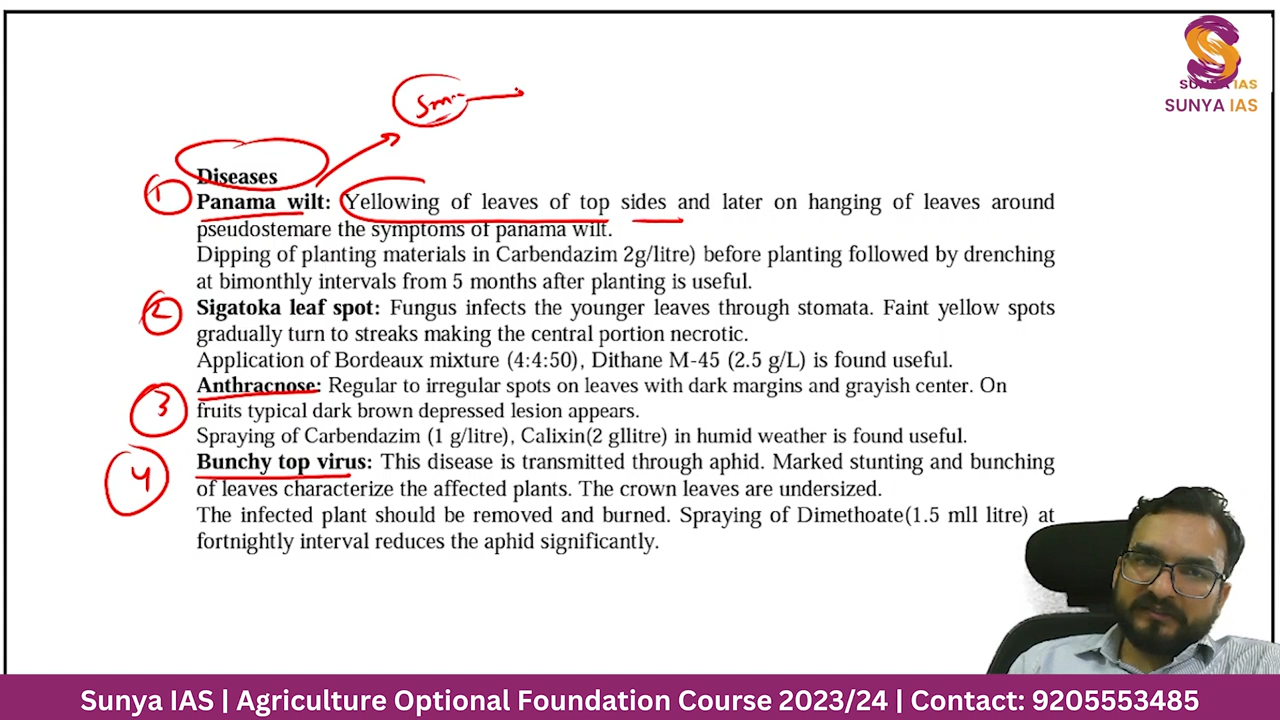 SUNYA IAS
SUNYA IAS
Diseases
1
Panama wilt: Yellowing of leaves of top sides and later on hanging of leaves around
pseudostemare the symptoms of panama wilt.
Dipping of planting materials in Carbendazim 2g/litre) before planting followed by drenching
at bimonthly intervals from 5 months after planting is useful.
2
Sigatoka leaf spot: Fungus infects the younger leaves through stomata. Faint yellow spots
gradually turn to streaks making the central portion necrotic.
Application of Bordeaux mixture (4:4:50), Dithane M-45 (2.5 g/L) is found useful.
3
Anthracnose: Regular to irregular spots on leaves with dark margins and grayish center. On
fruits typical dark brown depressed lesion appears.
Spraying of Carbendazim (1 g/litre), Calixin(2 gllitre) in humid weather is found useful.
4
Bunchy top virus: This disease is transmitted through aphid. Marked stunting and bunching
of leaves characterize the affected plants. The crown leaves are undersized.
The infected plant should be removed and burned. Spraying of Dimethoate(1.5 mll litre) at
fortnightly interval reduces the aphid significantly.
Sunya IAS | Agriculture Optional Foundation Course 2023/24 | Contact: 9205553485